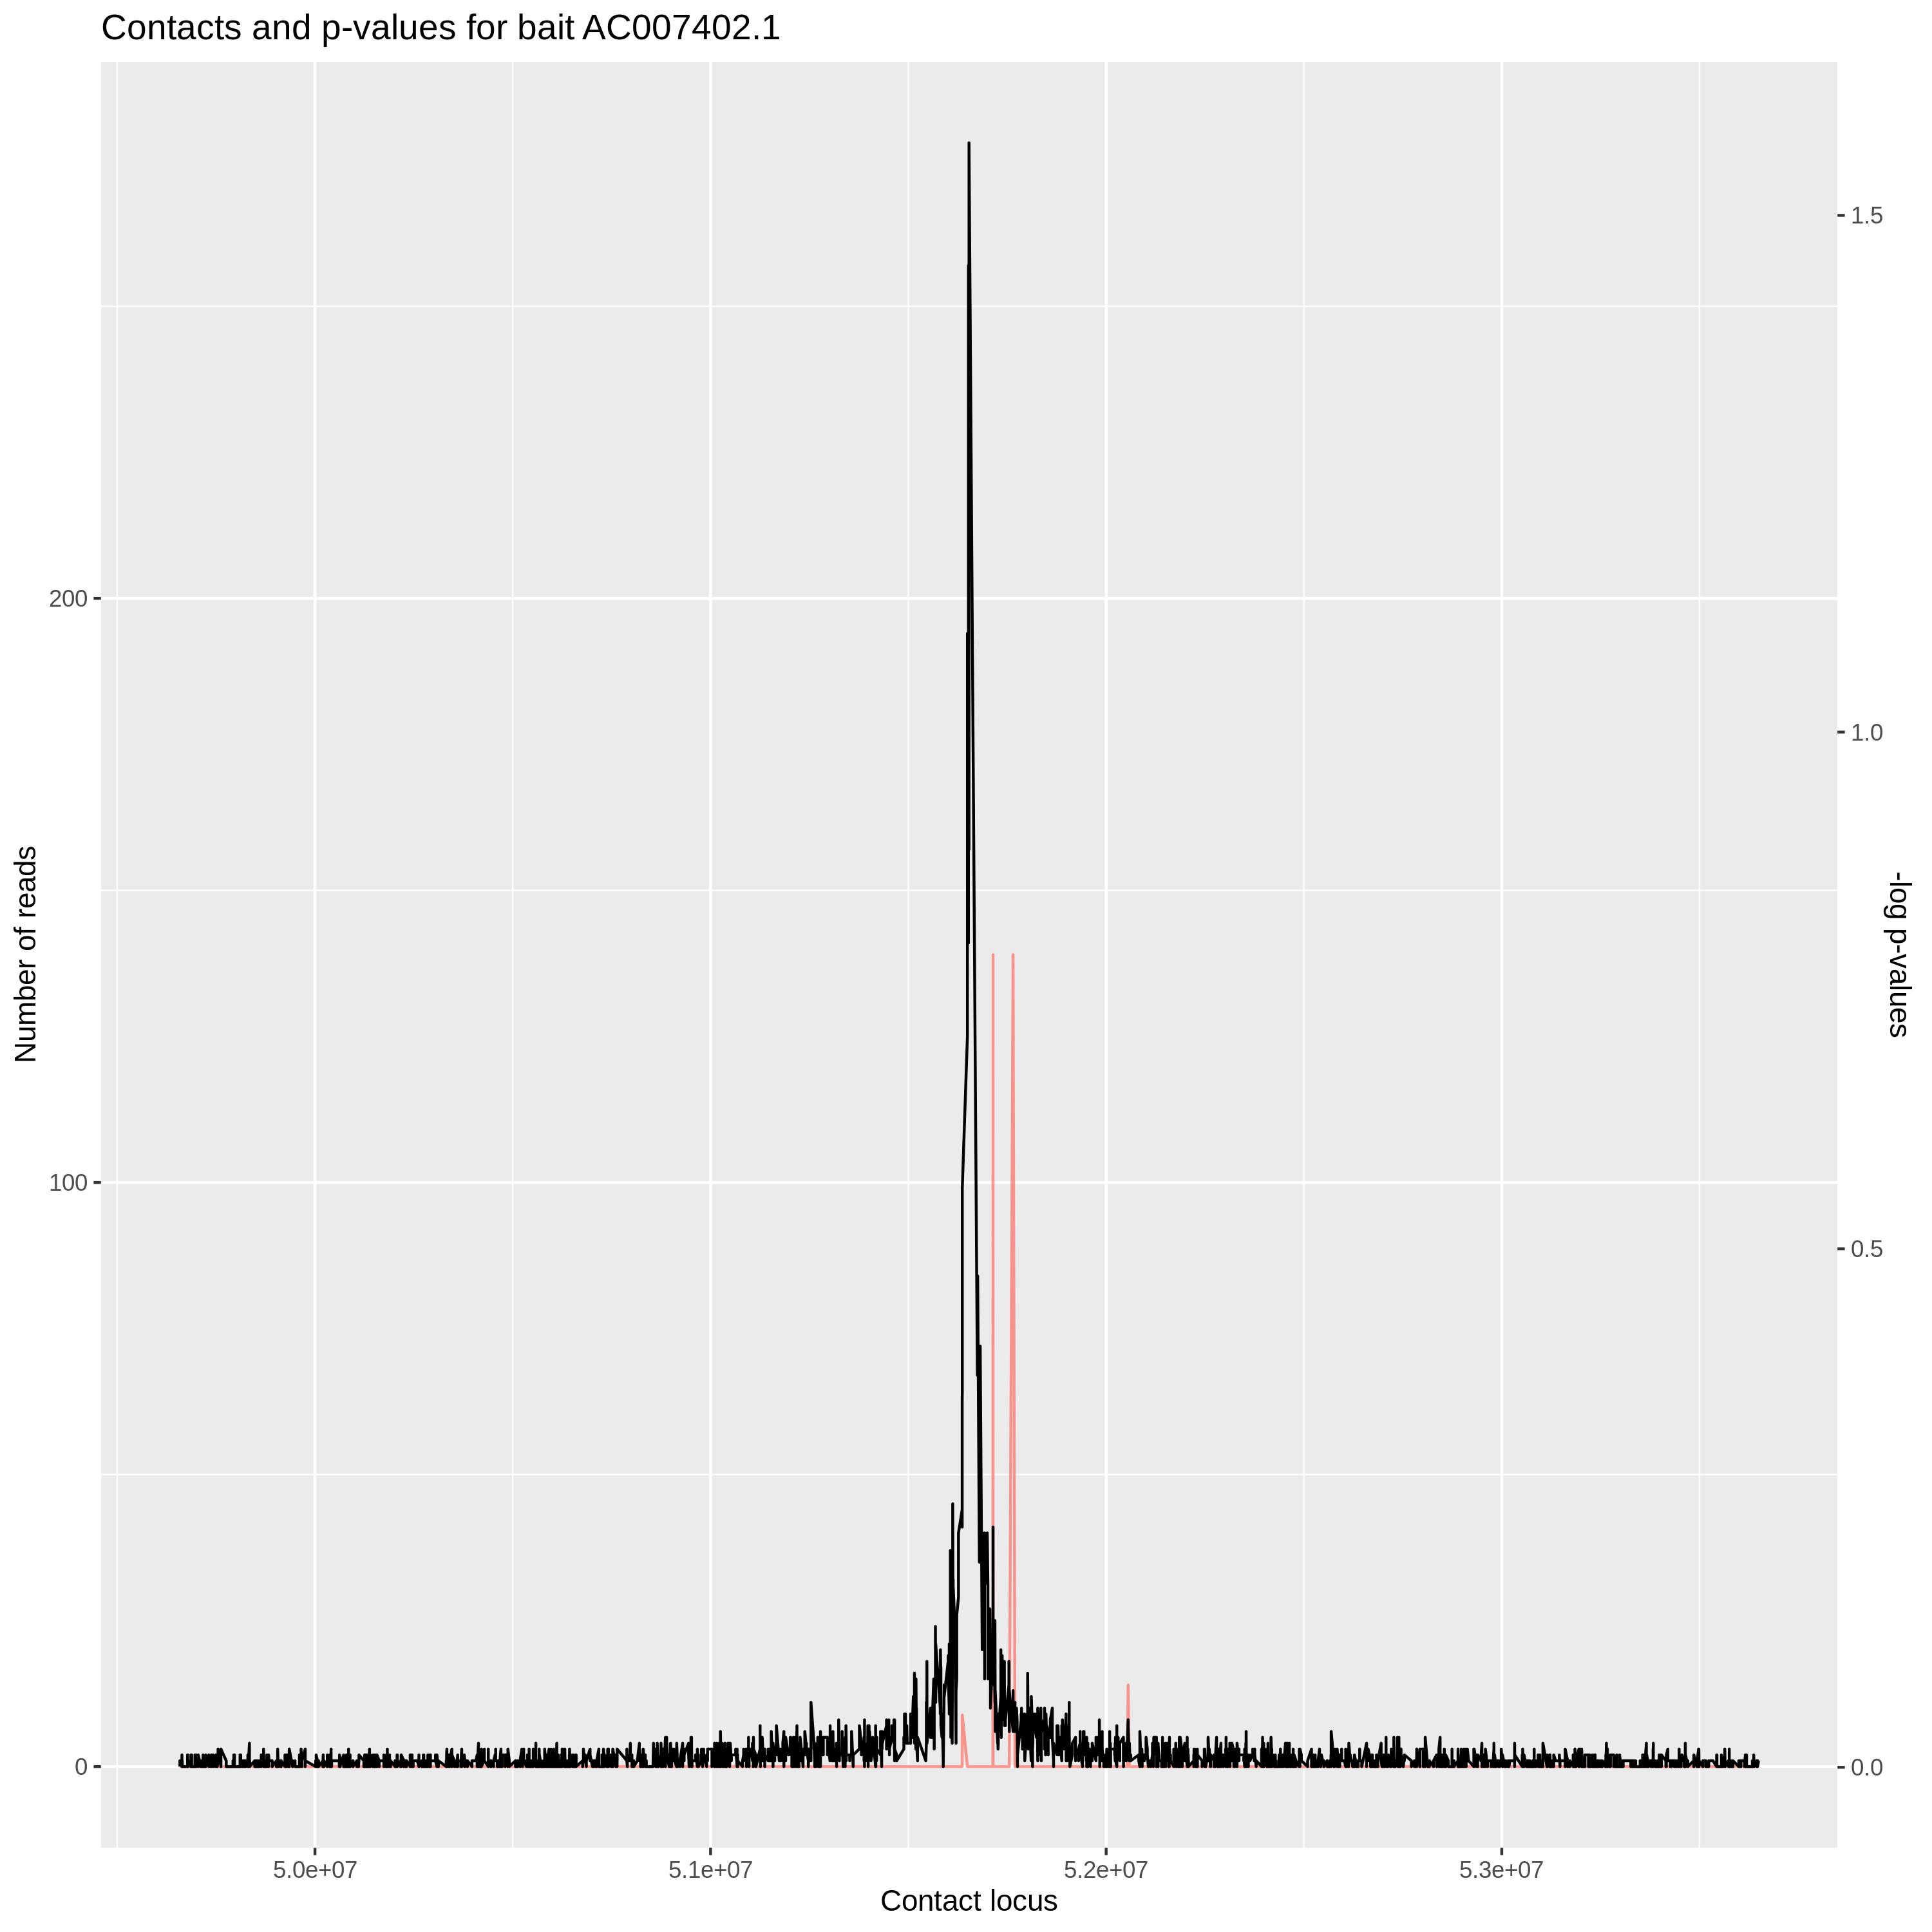 Contacts and p-values for bait AC007402.1
Number of reads
200
100
0
1.5
1.0
0.5
0.0
-log p-values
5.0e+07
5.1e+07
5.2e+07
5.3e+07
Contact locus